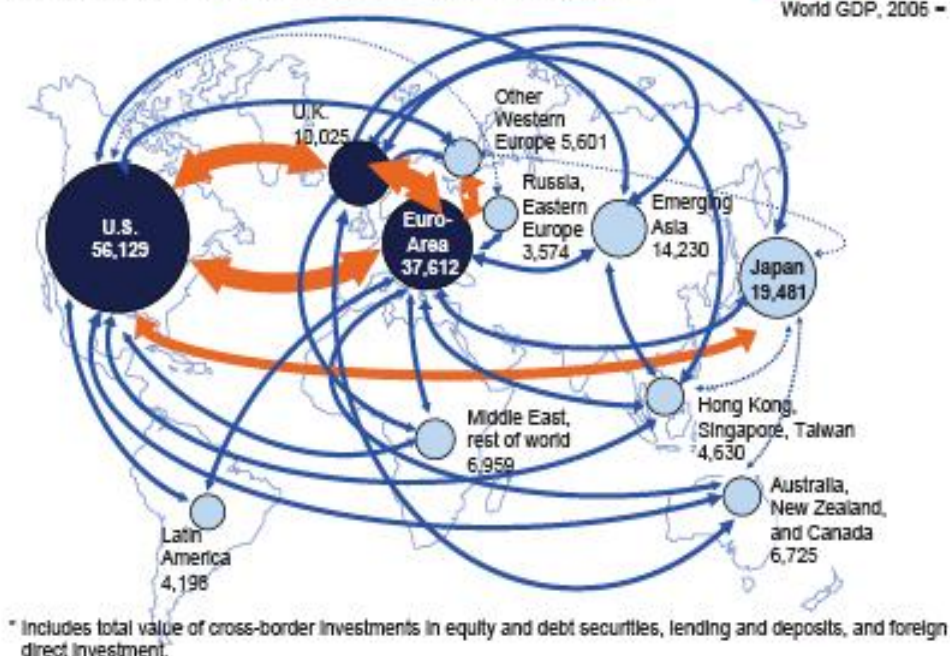 World GDP, 2005 =
U.K.
10,025
Other
Western
Europe 5,601
Russia,
Eastern
Europe
3,574
Emerging
Asia
14,230
U.S.
56,129
Euro-
Area
37,612
Japan
19,481
Hong Kong,
Singapore, Taiwan
4,630
Middle East,
rest of world
6,959
Australia,
New Zealand,
and Canada
6,725
Latin
America
4,196
* Includes total value of cross-border investments in equity and debt securities, lending and deposits, and foreign
direct investment.